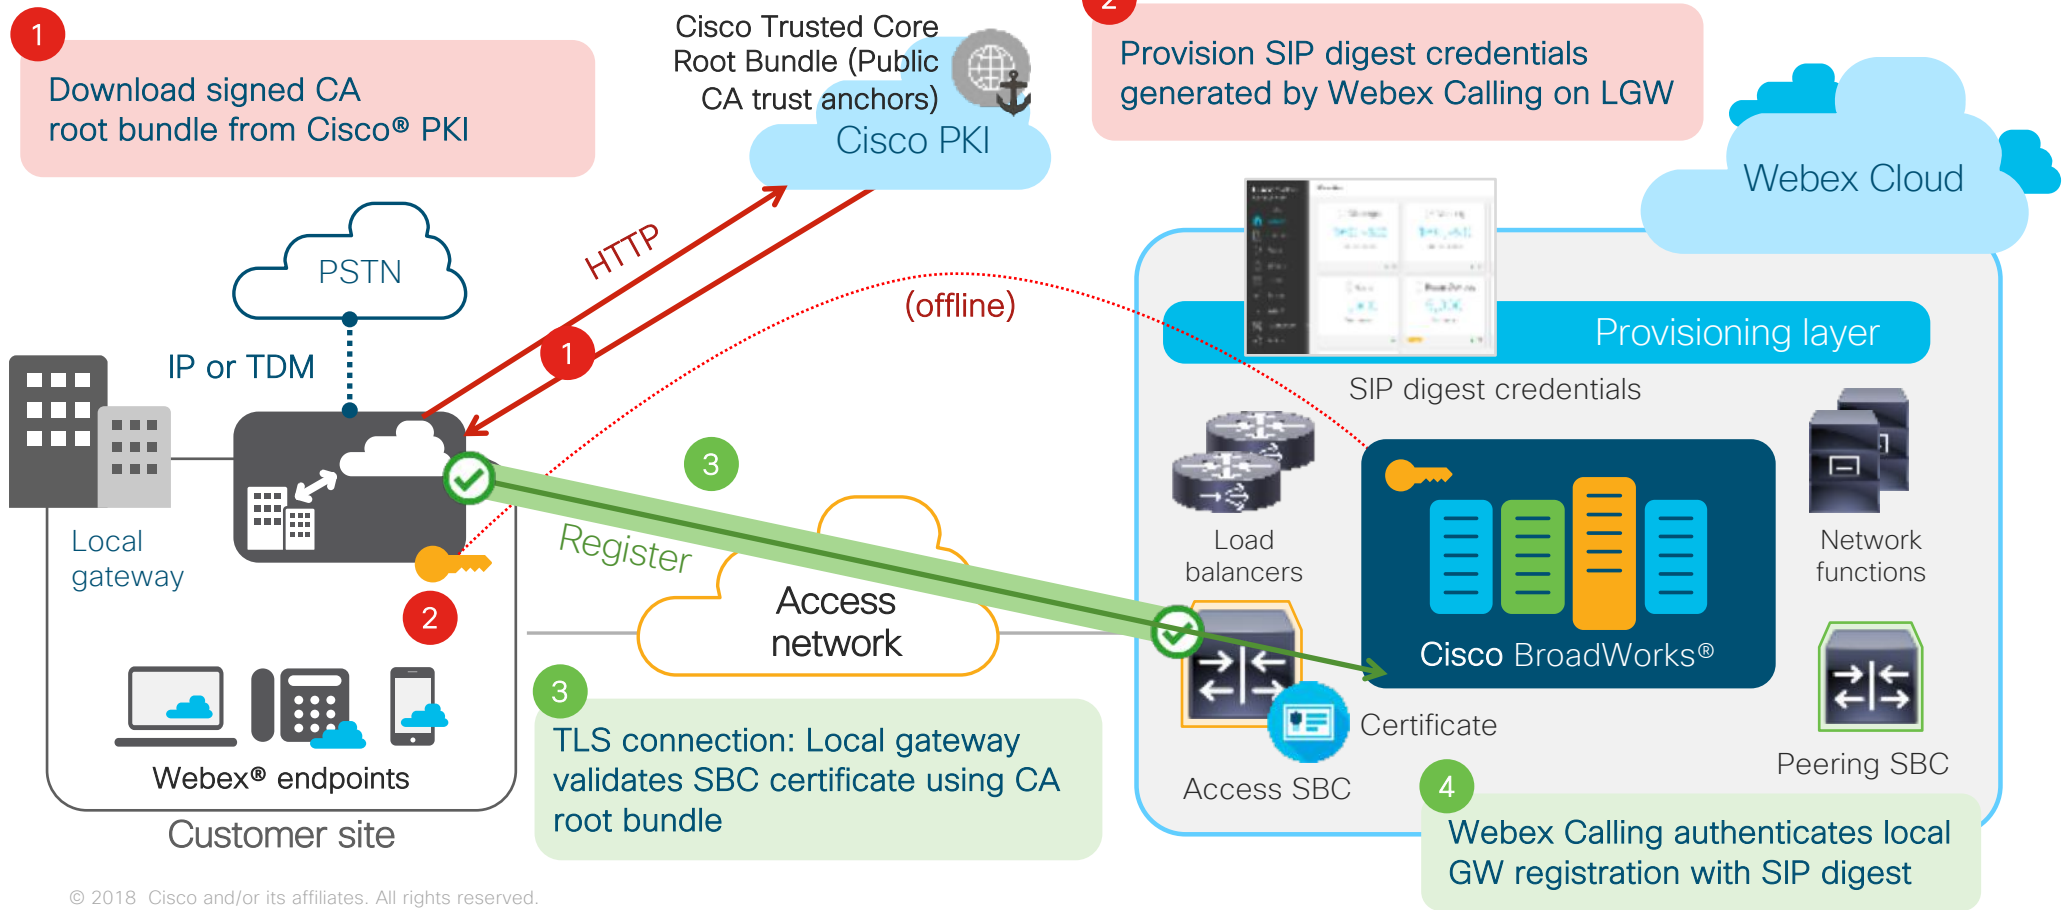 1
Download signed CA
root bundle from Cisco® PKI
Cisco Trusted Core
Root Bundle (Public
CA trust anchors)
Cisco PKI
2
Provision SIP digest credentials
generated by Webex Calling on LGW
Webex Cloud
PSTN
HTTP
(offline)
1
IP or TDM
Provisioning layer
SIP digest credentials
3
Register
Local
gateway
2
Access
network
Load
balancers
Network
functions
Cisco BroadWorks®
Certificate
Access SBC
Peering SBC
Webex® endpoints
Customer site
3
TLS connection: Local gateway
validates SBC certificate using CA
root bundle
4
Webex Calling authenticates local
GW registration with SIP digest
© 2018 Cisco and/or its affiliates. All rights reserved.